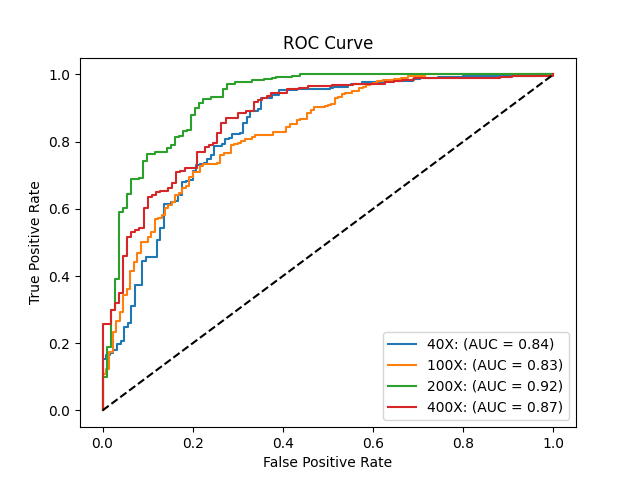 ROC Curve
True Positive Rate
1.0
0.8
0.6
0.4
0.2
0.0
0.0 0.2 0.4 0.6 0.8 1.0
False Positive Rate
40X: (AUC = 0.84)
100X: (AUC = 0.83)
200X: (AUC = 0.92)
400X: (AUC = 0.87)